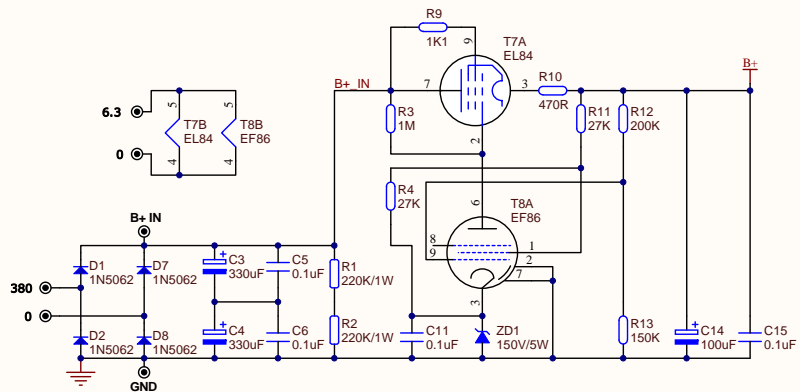 R9
1K1
9
T7A
EL84
B+_IN
7
3
R10
470R
B+
6.3
0
5
5
T7B
EL84
T8B
EF86
4
4
R3
1M
2
R11
27K
R12
200K
R4
27K
6
T8A
EF86
8
9
1
2
7
3
B+ IN
D1
1N5062
D7
1N5062
C3
330uF
C5
0.1uF
R1
220K/1W
380
0
D2
1N5062
D8
1N5062
C4
330uF
C6
0.1uF
R2
220K/1W
C11
0.1uF
ZD1
150V/5W
R13
150K
C14
100uF
C15
0.1uF
GND